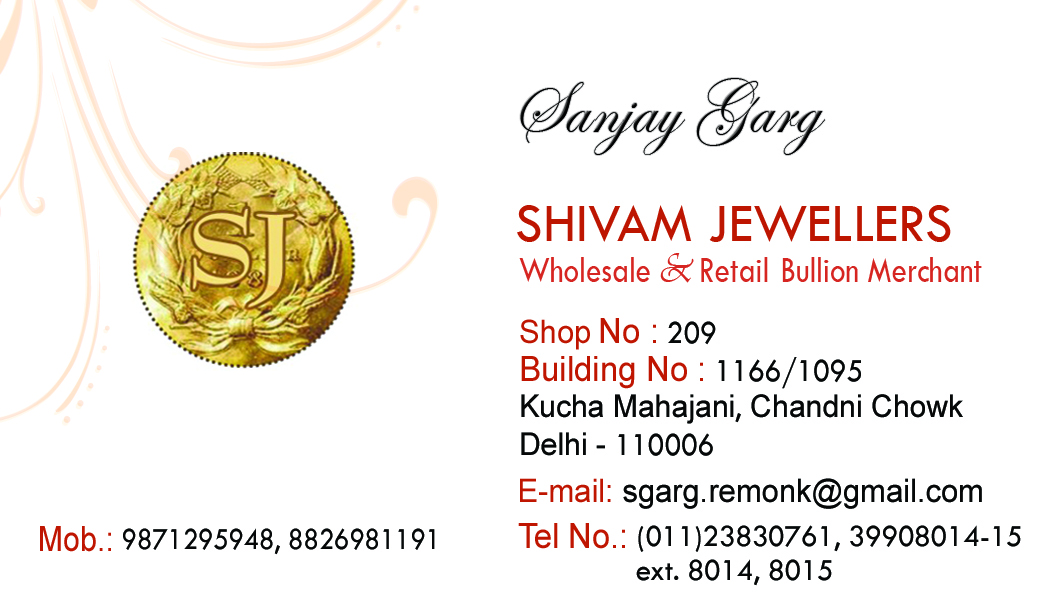 Sanjay Garg
SJ
SHIVAM JEWELLERS
Wholesale & Retail Bullion Merchant
Shop No : 209
Building No : 1166/1095
Kucha Mahajani, Chandni Chowk
Delhi - 110006
E-mail: sgarg.remonk@gmail.com
Mob.: 9871295948, 8826981191
Tel No.: (011)23830761, 39908014-15
ext. 8014, 8015